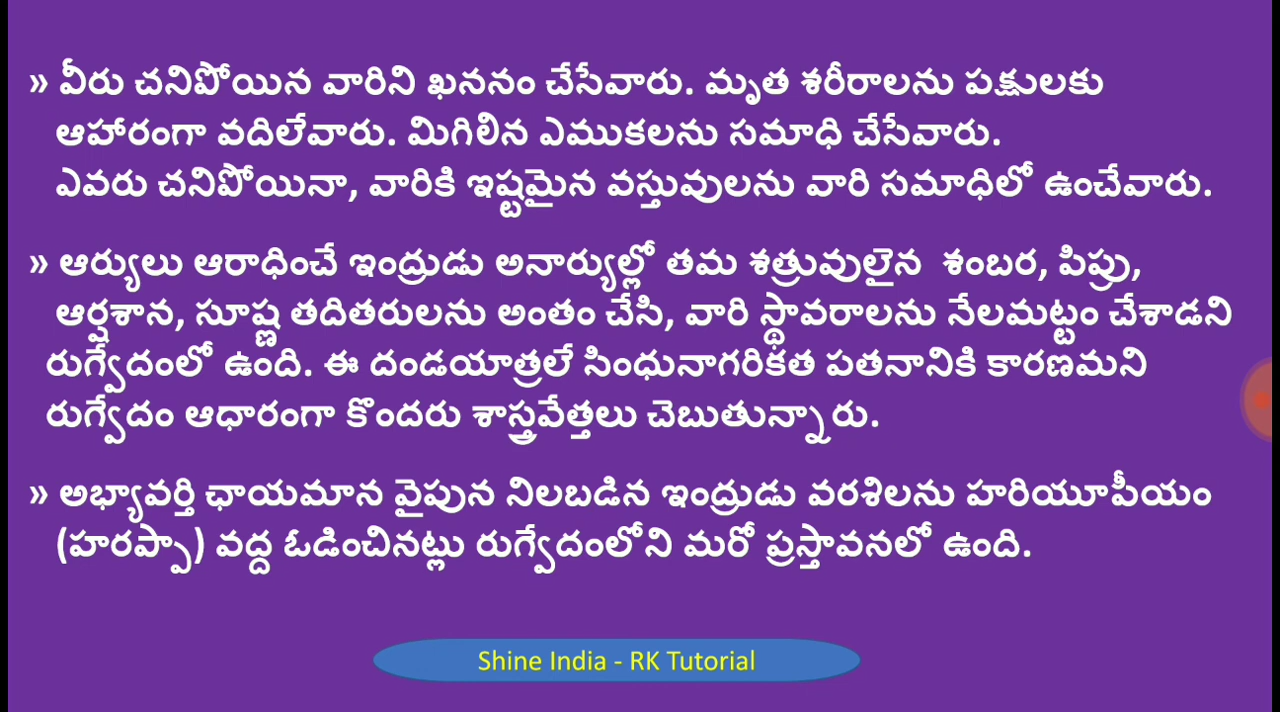 » వీరు చనిపోయిన వారిని ఖననం చేసేవారు. మృత శరీరాలను పక్షులకు
ఆహారంగా వదిలేవారు. మిగిలిన ఎముకలను సమాధి చేసేవారు.
ఎవరు చనిపోయినా, వారికి ఇష్టమైన వస్తువులను వారి సమాధిలో ఉంచేవారు.
» ఆర్యులు ఆరాధించే ఇంద్రుడు అనార్యుల్లో తమ శత్రువులైన శంబర, పిప్రు,
ఆర్షశాన, సూష్ణ తదితరులను అంతం చేసి, వారి స్థావరాలను నేలమట్టం చేశాడని
రుగ్వేదంలో ఉంది. ఈ దండయాత్రలే సింధునాగరికత పతనానికి కారణమని
రుగ్వేదం ఆధారంగా కొందరు శాస్త్రవేత్తలు చెబుతున్నారు.
» అభ్యావర్తి ఛాయమాన వైపున నిలబడిన ఇంద్రుడు వరశిలను హరియూపీయం
(హరప్పా) వద్ద ఓడించినట్లు రుగ్వేదంలోని మరో ప్రస్తావనలో ఉంది.
Shine India - RK Tutorial